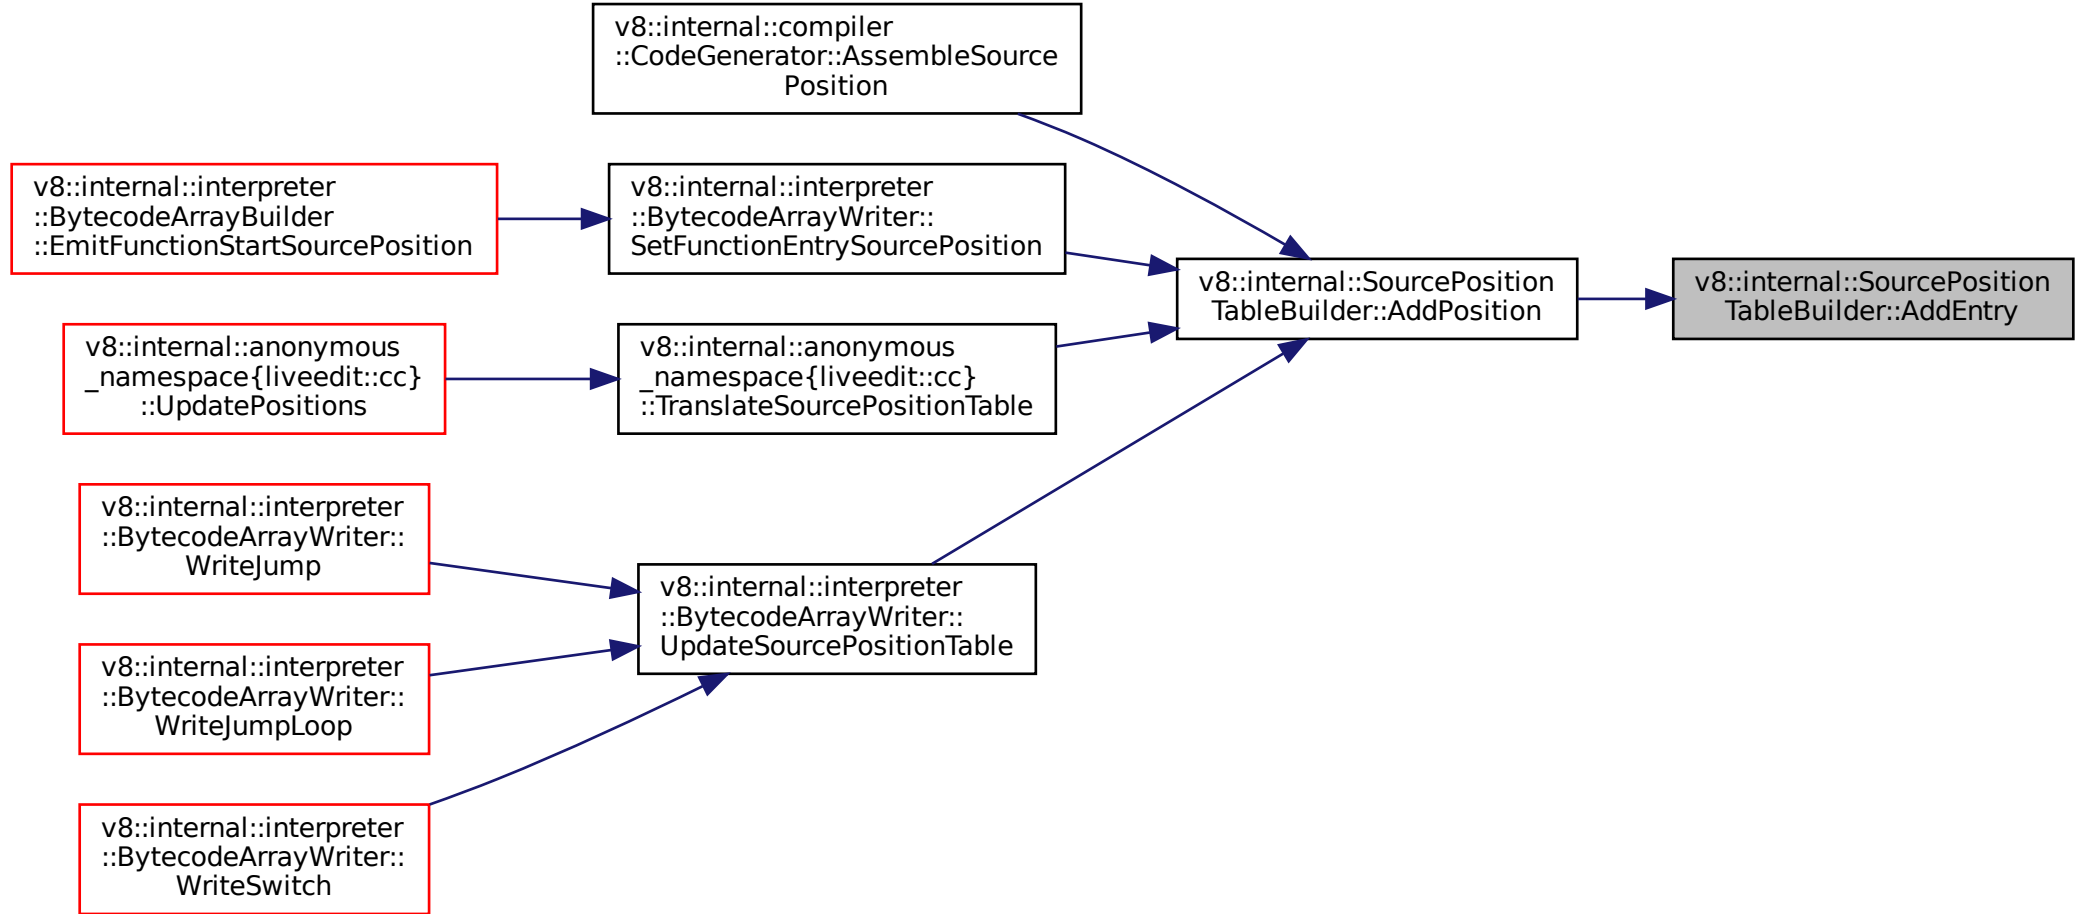 v8::internal::compiler
::CodeGenerator::AssembleSource
Position
v8::internal::interpreter
::BytecodeArrayBuilder
::EmitFunctionStartSourcePosition
v8::internal::interpreter
::BytecodeArrayWriter::
SetFunctionEntrySourcePosition
v8::internal::SourcePosition
TableBuilder::AddPosition
v8::internal::SourcePosition
TableBuilder::AddEntry
v8::internal::anonymous
_namespace{liveedit::cc}
::UpdatePositions
v8::internal::anonymous
_namespace{liveedit::cc}
::TranslateSourcePositionTable
v8::internal::interpreter
::BytecodeArrayWriter::
WriteJump
v8::internal::interpreter
::BytecodeArrayWriter::
UpdateSourcePositionTable
v8::internal::interpreter
::BytecodeArrayWriter::
WriteJumpLoop
v8::internal::interpreter
::BytecodeArrayWriter::
WriteSwitch